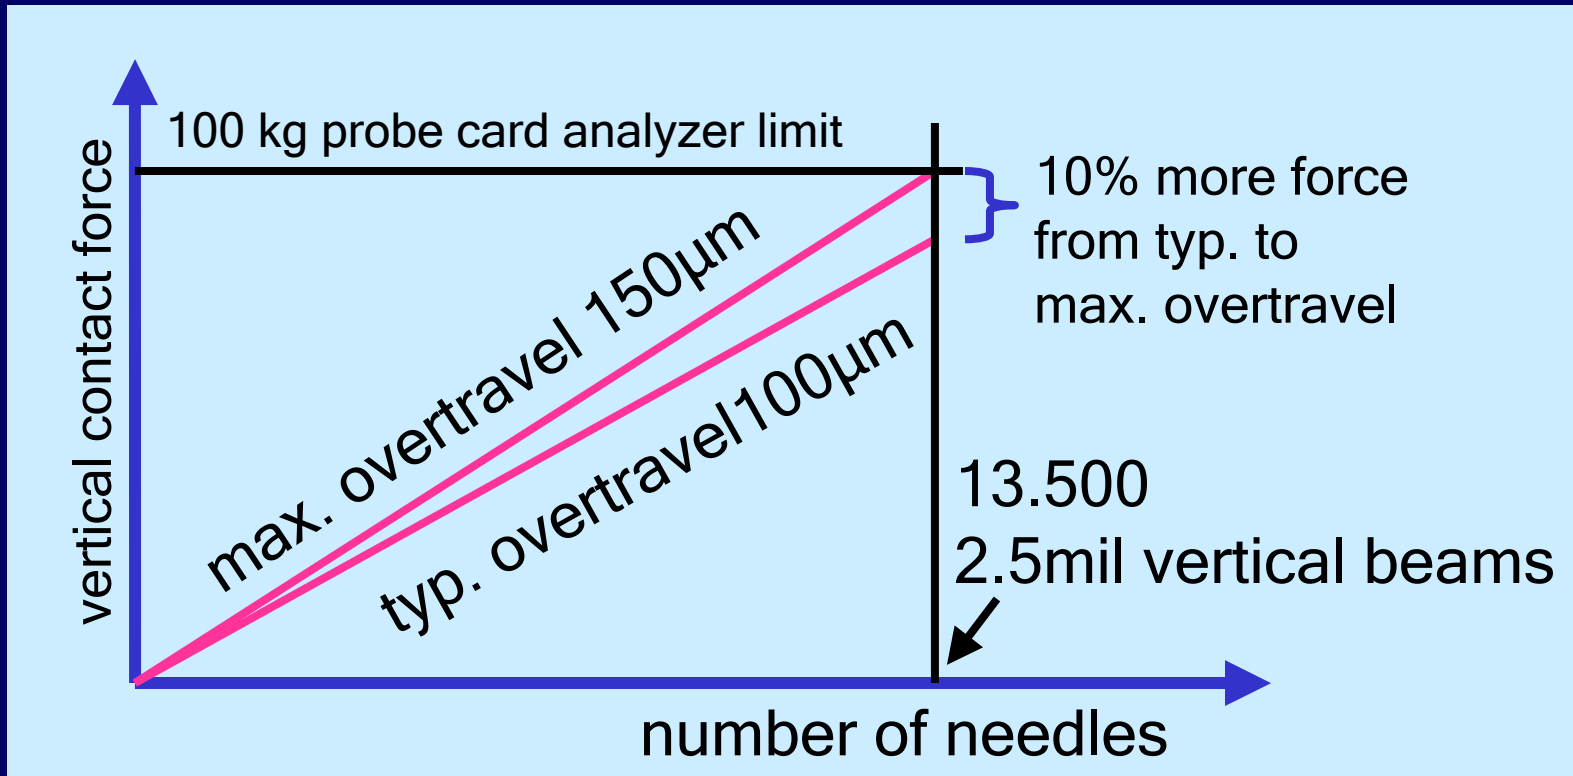 100 kg probe card analyzer limit
vertical contact force
10% more force
from typ. to
max. overtravel
max. overtravel 150µm
typ. overtravel100µm
13.500
2.5mil vertical beams
number of needles